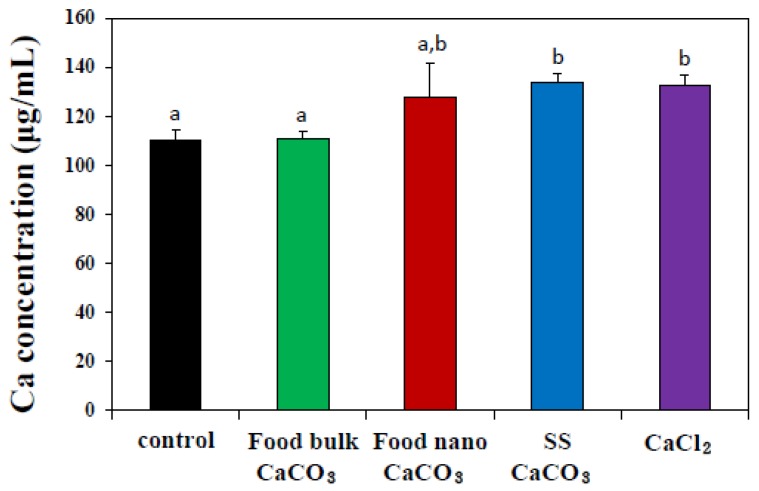 Ca concentration (µg/mL)
160
140
120
100
80
60
40
20
0
a
a
a,b
b
b
control
Food bulk
CaCO₃
Food nano
CaCO₃
SS
CaCO₃
CaCl₂